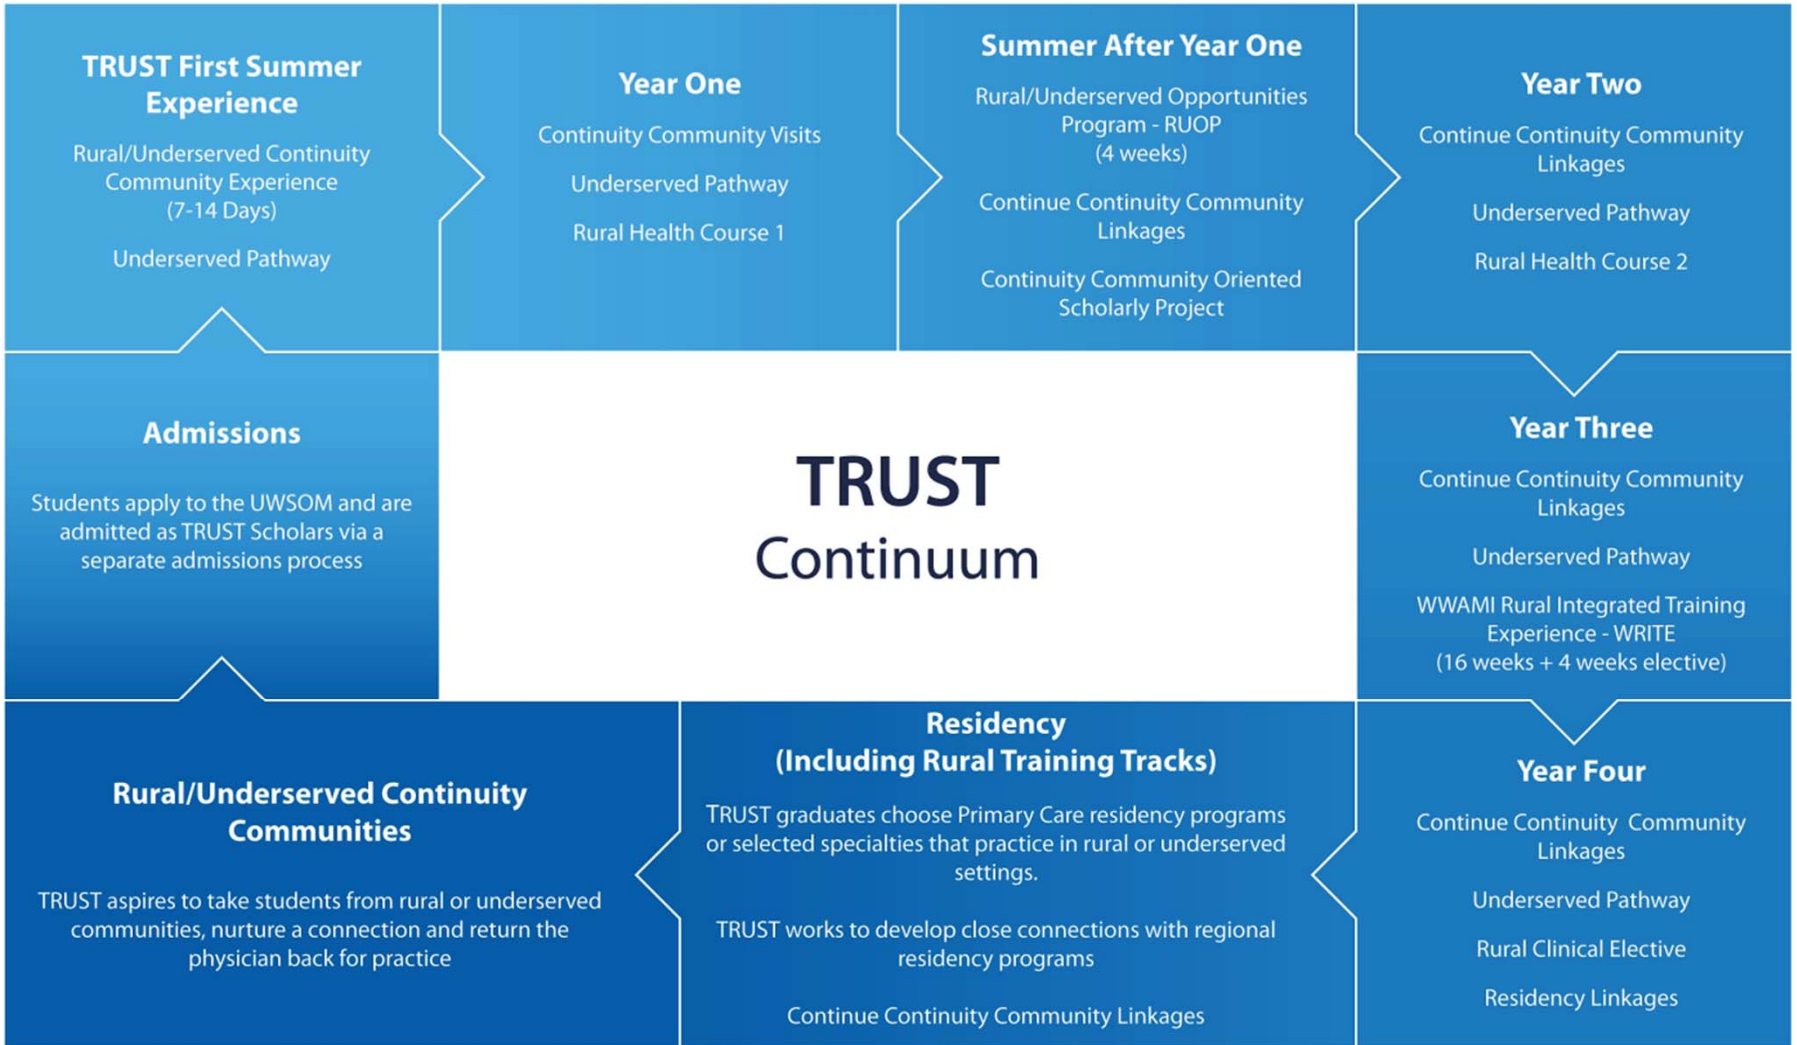 TRUST First Summer
Experience
Rural/Underserved Continuity
Community Experience
(7-14 Days)
Underserved Pathway
Year One
Continuity Community Visits
Underserved Pathway
Rural Health Course 1
Summer After Year One
Rural/Underserved Opportunities
Program - RUOP
(4 weeks)
Continue Continuity Community
Linkages
Continuity Community Oriented
Scholarly Project
Year Two
Continue Continuity Community
Linkages
Underserved Pathway
Rural Health Course 2
Admissions
Students apply to the UWSOM and are
admitted as TRUST Scholars via a
separate admissions process
TRUST
Continuum
Year Three
Continue Continuity Community
Linkages
Underserved Pathway
WWAMI Rural Integrated Training
Experience - WRITE
(16 weeks + 4 weeks elective)
Rural/Underserved Continuity
Communities
TRUST aspires to take students from rural or underserved
communities, nurture a connection and return the
physician back for practice
Residency
(Including Rural Training Tracks)
TRUST graduates choose Primary Care residency programs
or selected specialties that practice in rural or underserved
settings.
TRUST works to develop close connections with regional
residency programs
Continue Continuity Community Linkages
Year Four
Continue Continuity Community
Linkages
Underserved Pathway
Rural Clinical Elective
Residency Linkages